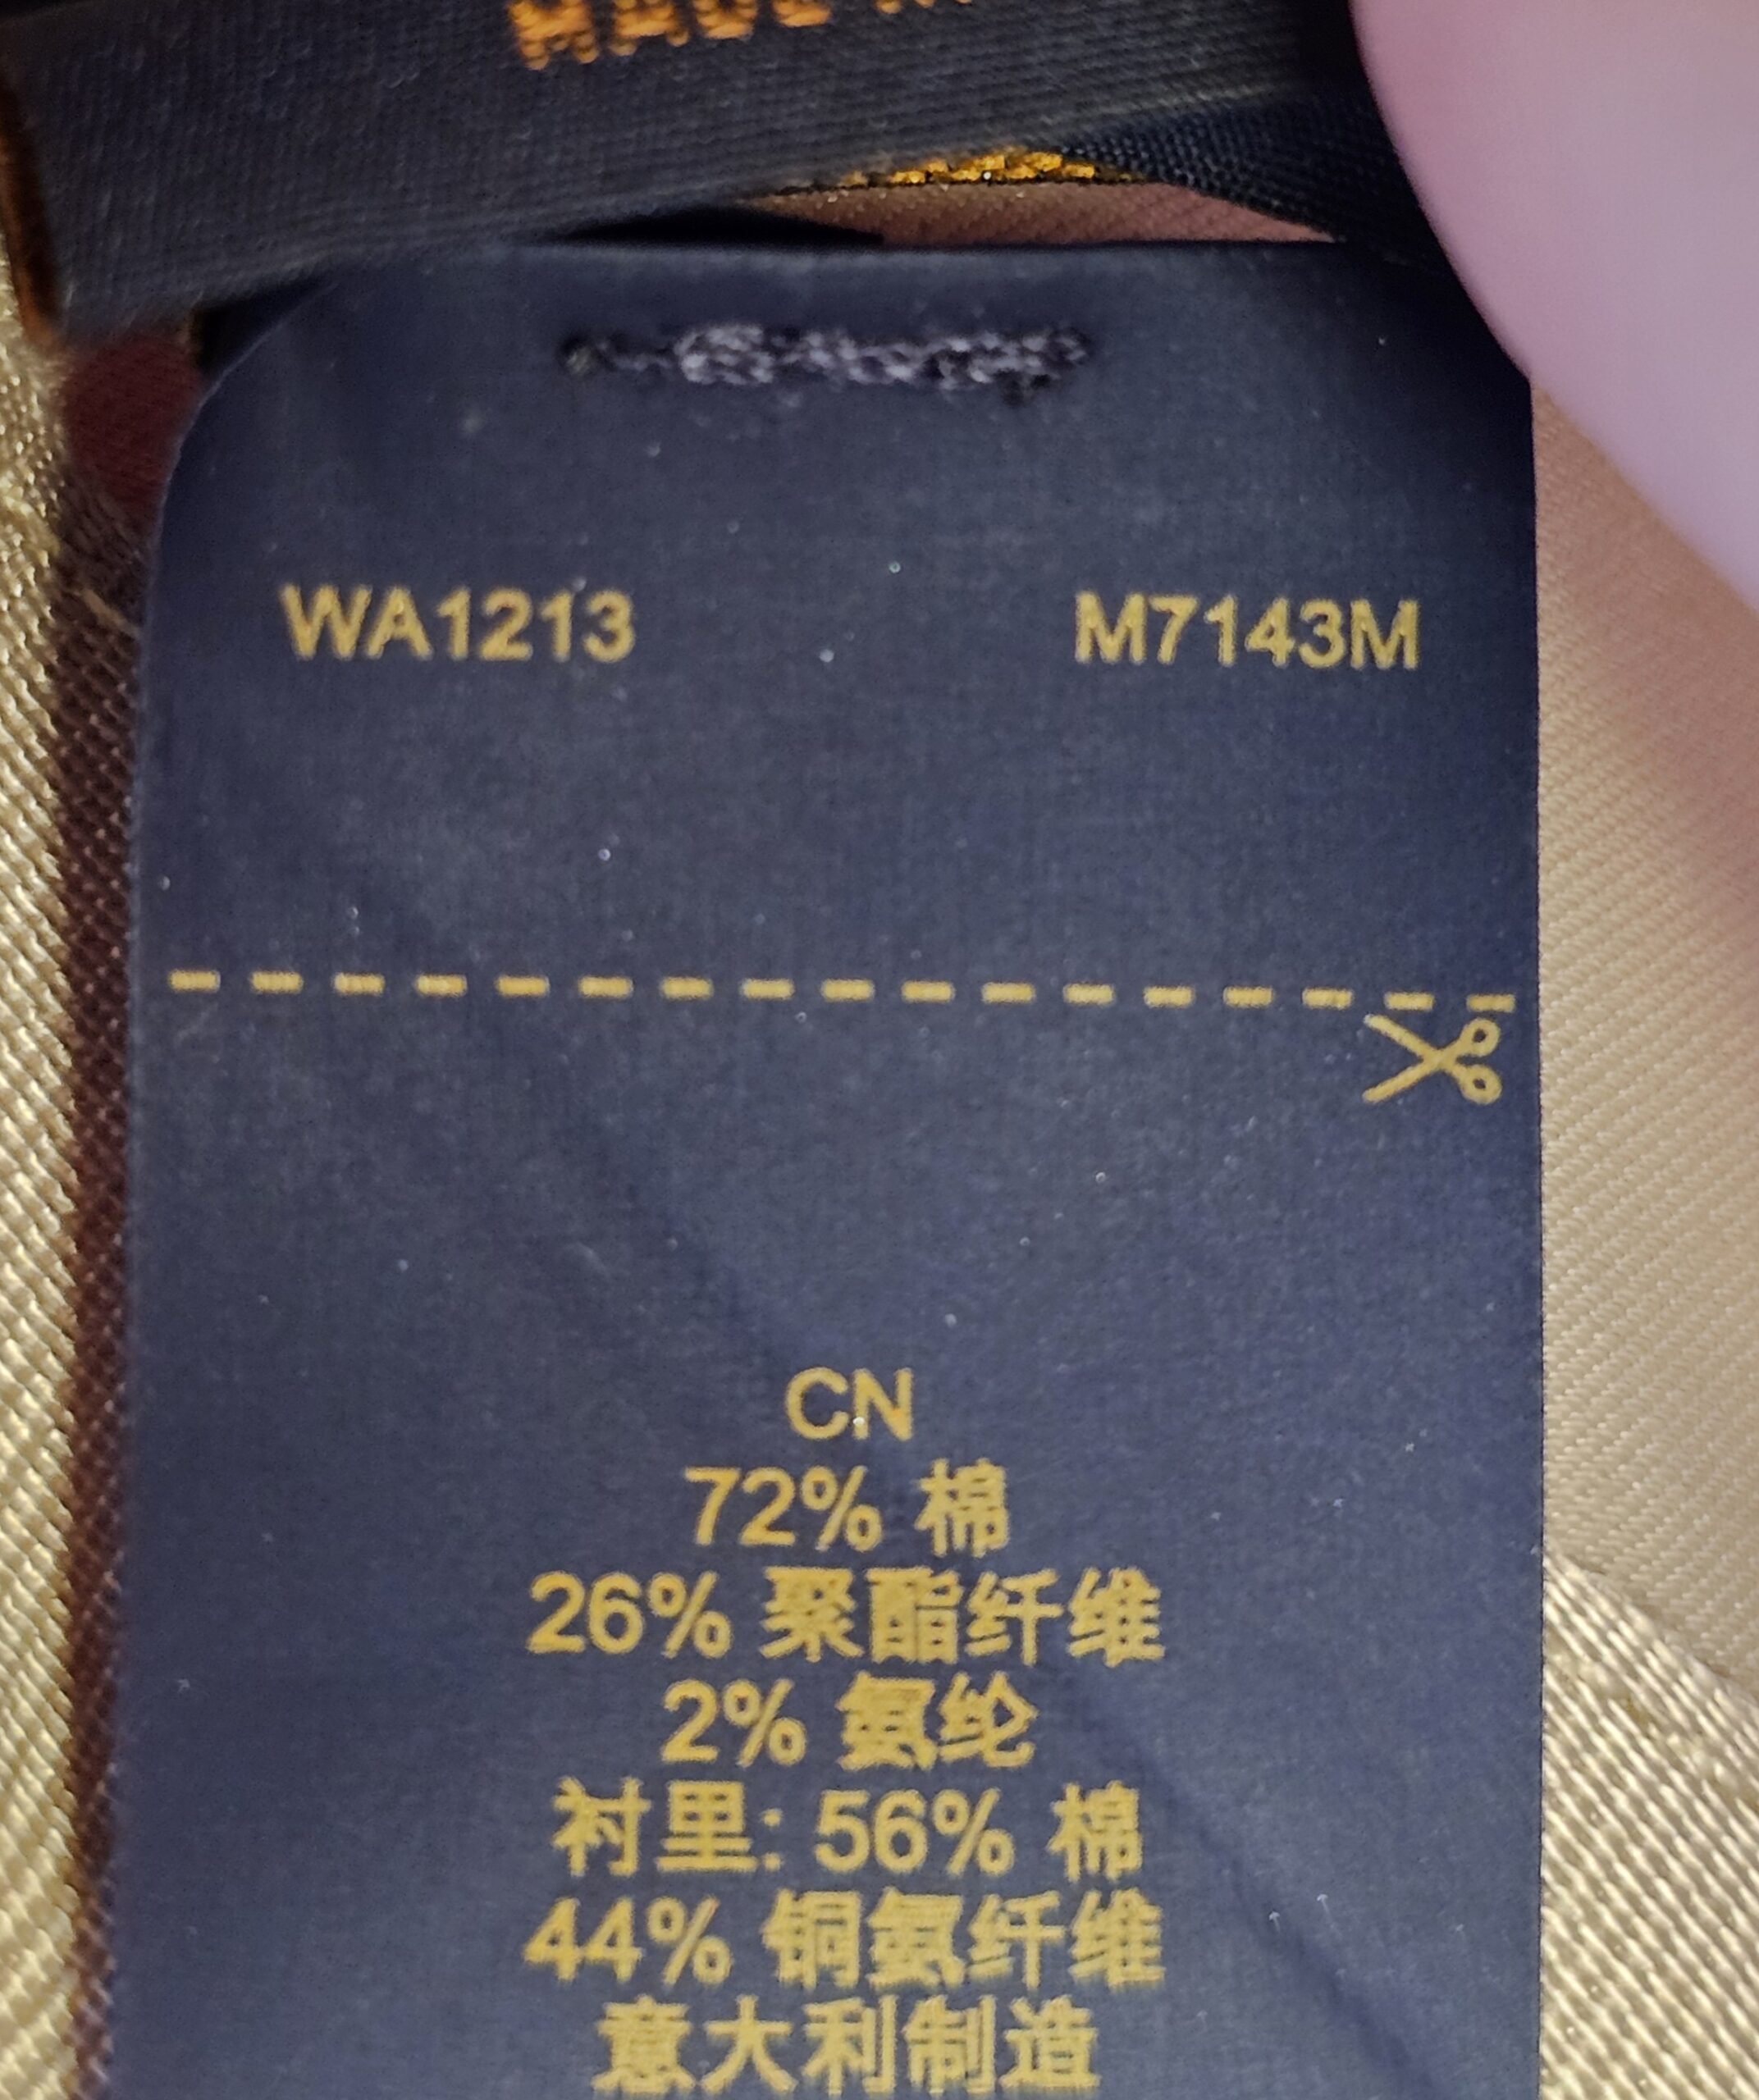 MADE
WA1213 M7143M
CN
72% 棉
26% 聚酯纤维
2% 氨纶
衬里: 56% 棉
44% 铜氨纤维
意大利制造